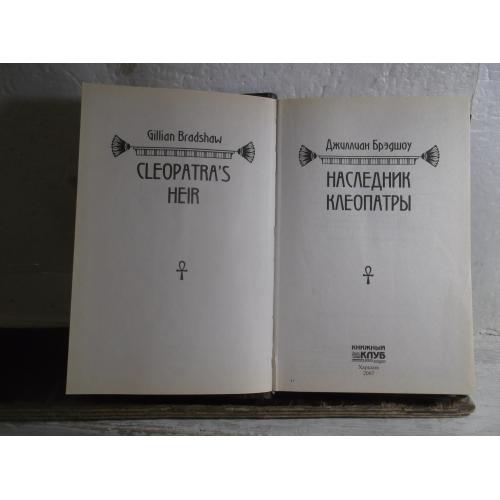 Gillian Bradshaw
CLEOPATRA'S
HEIR
Джиллиан Брэдшоу
НАСЛЕДНИК
КЛЕОПАТРЫ
КНИЖНЫЙ
КЛУБ
Харьков
2007